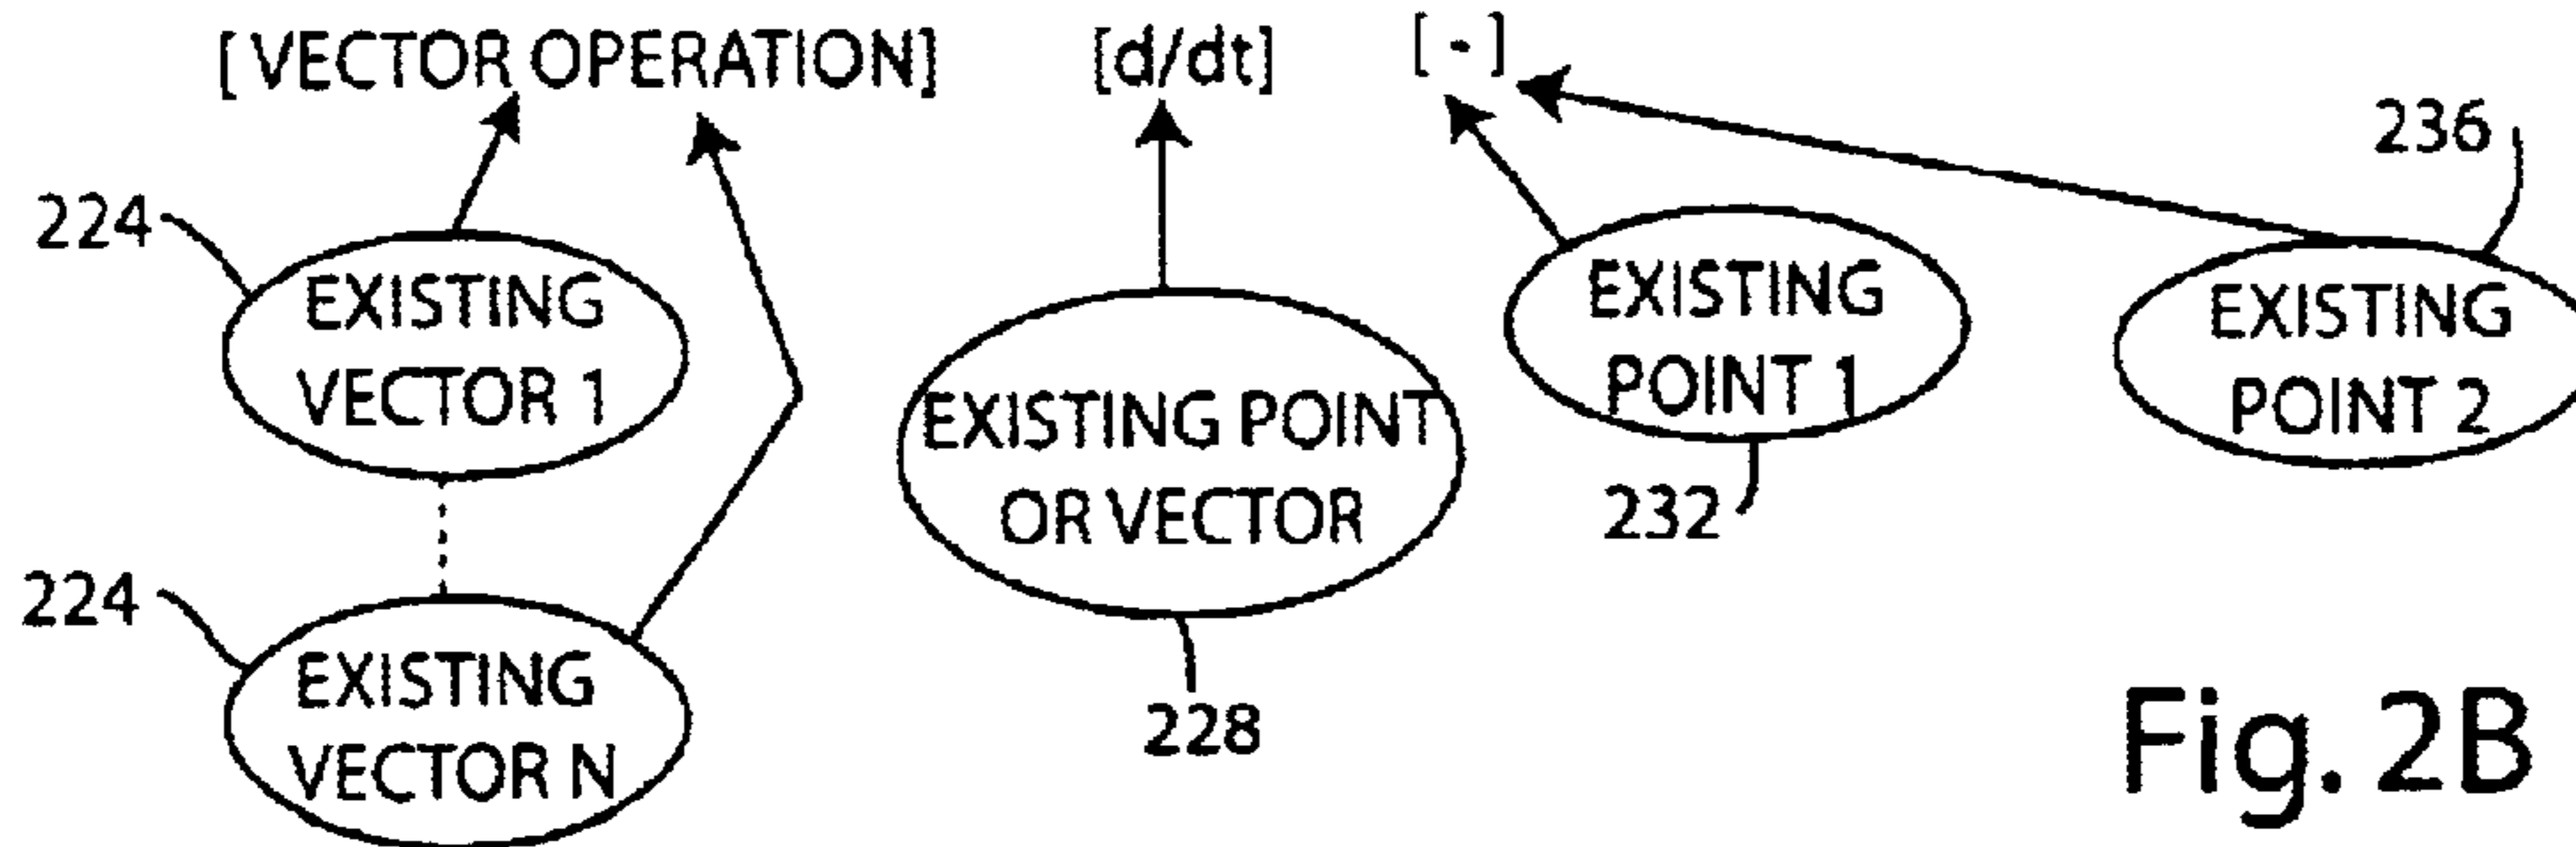 [ VECTOR OPERATION]
[d/dt]
[ - ]
236
224
EXISTING
VECTOR 1
EXISTING POINT
OR VECTOR
EXISTING
POINT 1
EXISTING
POINT 2
232
224
EXISTING
VECTOR N
228
Fig. 2B